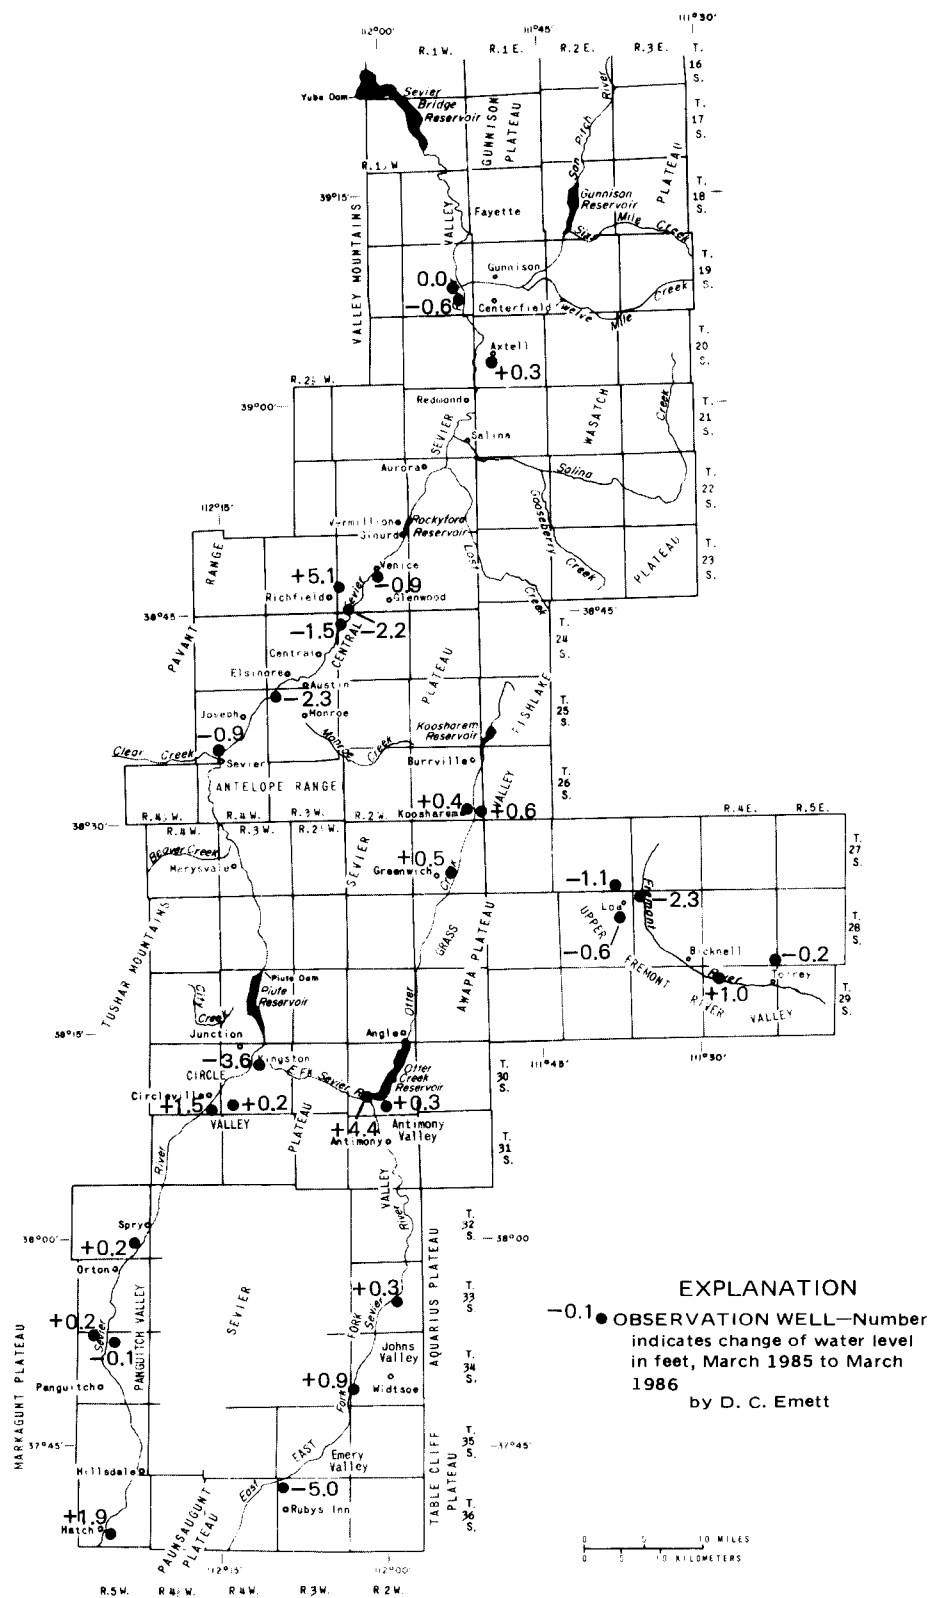 111°30'
112°00'
111°45'
R.1W.
R.1E.
R.2E.
R.3E.
T.
16
S.
Yuba Dam
Sevier
Bridge
Reservoir
GUNNISON
PLATEAU
San Pitch
River
T.
17
S.
R.1½W
39°15'
VALLEY MOUNTAINS
VALLEY
Fayette
Gunnison
Reservoir
PLATEAU
T.
18
S.
Six
Mile
Creek
Gunnison
0.0
-0.6
Centerfield
Twelve
Mile
Creek
T.
19
S.
Axtell
+0.3
T.
20
S.
R.2½W.
39°00'
Redmond
SEVIER
Salina
WASATCH
Creek
T.
21
S.
Aurora
Salina
T.
22
S.
112°15'
Vermillion
Sigurd
Rockyford
Reservoir
Lost
Creek
Gooseberry
Creek
PLATEAU
T.
23
S.
PAVANT
RANGE
+5.1
Richfield
Venice
-0.9
Glenwood
Sevier
38°45'
38°45'
-1.5
-2.2
CENTRAL
Central
T.
24
S.
Elsinore
Austin
-2.3
Monroe
Joseph
-0.9
PLATEAU
FISHLAKE
T.
25
S.
Koosharem
Reservoir
Clear Creek
Sevier
Monroe
Creek
Burrville
ANTELOPE RANGE
VALLEY
T.
26
S.
+0.4
Koosharem
+0.6
38°30'
R.4½W.
R.4W.
R.3W.
R.2W.
R.4W.
R.4W.
R.3W.
R.2½W.
R.4E.
R.5E.
Beaver Creek
Marysvale
SEVIER
+0.5
Greenwich
Creek
T.
27
S.
-1.1
-2.3
Loa
-0.6
Fremont
UPPER
T.
28
S.
TUSHAR MOUNTAINS
GRASS
AWAPA PLATEAU
FREMONT
Bicknell
-0.2
River
Torrey
+1.0
RIVER
VALLEY
T.
29
S.
Piute Dam
Piute
Reservoir
City
Creek
Otter
38°15'
Junction
Angle
111°45'
111°30'
-3.6
Kingston
CIRCLE
E.Fk. Sevier R.
Otter
Creek
Reservoir
T.
30
S.
Circleville
+1.5
+0.2
VALLEY
PLATEAU
+0.3
+4.4
Antimony
Antimony
Valley
T.
31
S.
River
VALLEY
Spry
River
T.
32
S.
38°00'
38°00
+0.2
Orton
SEVIER
AQUARIUS PLATEAU
+0.3
Sevier
FORK
T.
33
S.
+0.2
Sevier
-0.1
PANGUITCH VALLEY
Johns
Valley
T.
34
S.
MARKAGUNT PLATEAU
Panguitch
+0.9
Widtsoe
Fork
37°45'
37°45'
EAST
Emery
Valley
T.
35
S.
Hillsdale
East
-5.0
Rubys Inn
TABLE CLIFF
PLATEAU
T.
36
S.
+1.9
Hatch
PAUNSAUGUNT
PLATEAU
112°15'
112°00'
R.5W.
R.4½W.
R.4W.
R.3W.
R2W.
EXPLANATION
-0.1 OBSERVATION WELL—Number
indicates change of water level
in feet, March 1985 to March
1986
by D. C. Emett
0 5 10 MILES
0 5 10 KILOMETERS